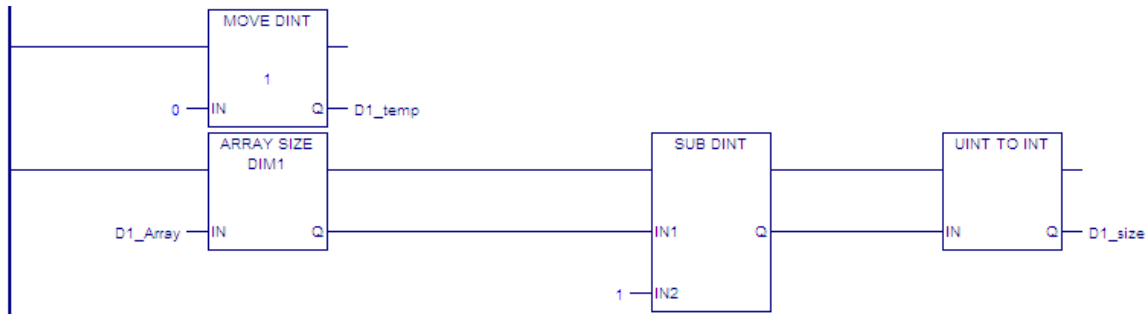 MOVE DINT
1
0 IN Q D1_temp
ARRAY SIZE DIM1
SUB DINT
UINT TO INT
D1_Array IN Q
IN1 Q
IN Q D1_size
1 IN2